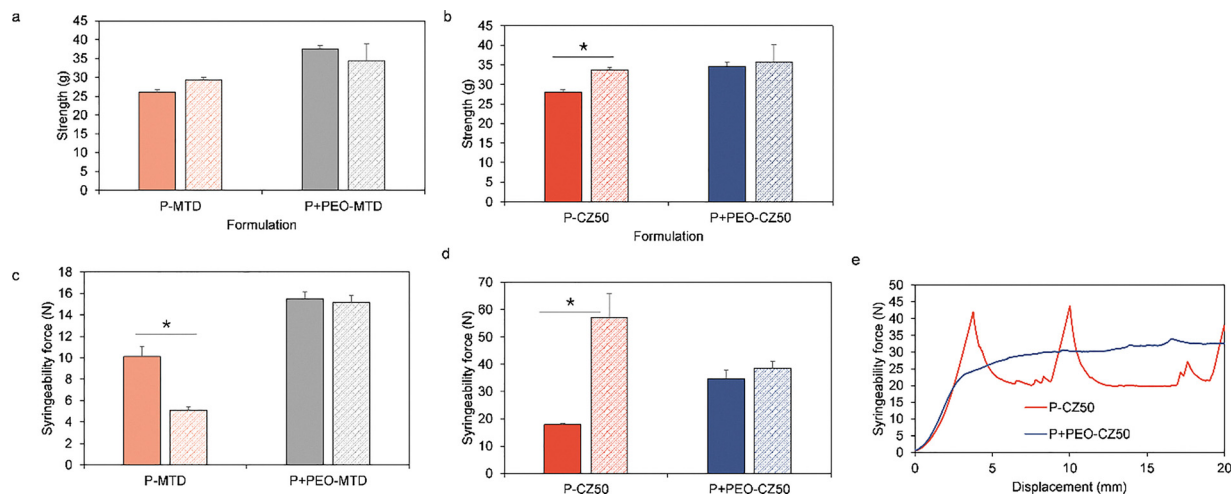 a
Strength (g)
45
40
35
30
25
20
15
10
5
0
P-MTD P+PEO-MTD
Formulation
b
Strength (g)
45
40
35
30
25
20
15
10
5
0
*
P-CZ50 P+PEO-CZ50
Formulation
c
Syringeability force (N)
18
16
14
12
10
8
6
4
2
0
*
P-MTD P+PEO-MTD
d
Syringeability force (N)
70
60
50
40
30
20
10
0
*
P-CZ50 P+PEO-CZ50
e
Syringeability force (N)
50
45
40
35
30
25
20
15
10
5
0
P-CZ50
P+PEO-CZ50
0 5 10 15 20
Displacement (mm)